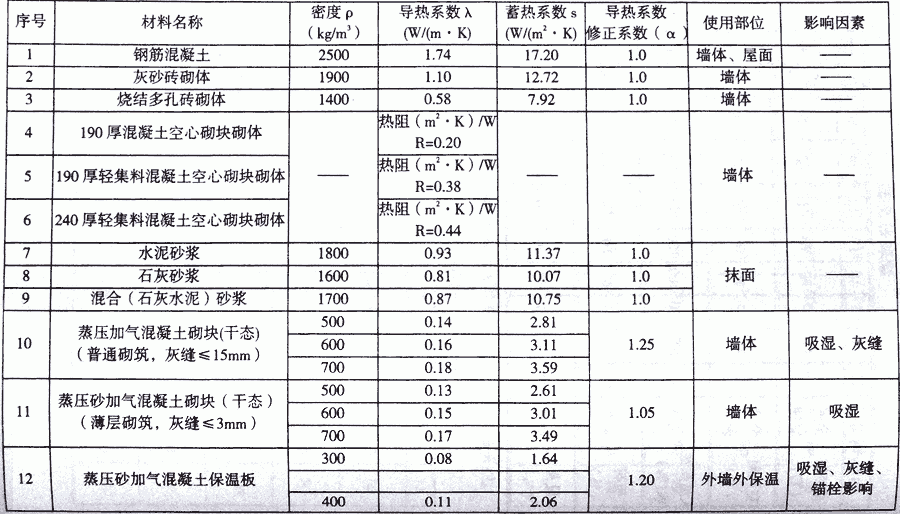 序号 材料名称 密度 ρ (kg/m³) 导热系数 λ (W/(m·K) 蓄热系数 s (W/(m²·K) 导热系数 修正系数（α） 使用部位 影响因素
1 钢筋混凝土 2500 1.74 17.20 1.0 墙体、屋面 ——
2 灰砂砖砌体 1900 1.10 12.72 1.0 墙体 ——
3 烧结多孔砖砌体 1400 0.58 7.92 1.0 墙体 ——
4 190 厚混凝土空心砌块砌体 —— 热阻（m²·K）/W R=0.20 —— —— 墙体 ——
5 190 厚轻集料混凝土空心砌块砌体 热阻（m²·K）/W R=0.38
6 240 厚轻集料混凝土空心砌块砌体 热阻（m²·K）/W R=0.44
7 水泥砂浆 1800 0.93 11.37 1.0 抹面 ——
8 石灰砂浆 1600 0.81 10.07 1.0
9 混合（石灰水泥）砂浆 1700 0.87 10.75 1.0
10 蒸压加气混凝土砌块(干态) （普通砌筑，灰缝≤15mm） 500 0.14 2.81 1.25 墙体 吸湿、灰缝
600 0.16 3.11
700 0.18 3.59
11 蒸压砂加气混凝土砌块（干态） （薄层砌筑，灰缝≤3mm） 500 0.13 2.61 1.05 墙体 吸湿
600 0.15 3.01
700 0.17 3.49
12 蒸压砂加气混凝土保温板 300 0.08 1.64 1.20 外墙外保温 吸湿、灰缝、 锚栓影响
400 0.11 2.06